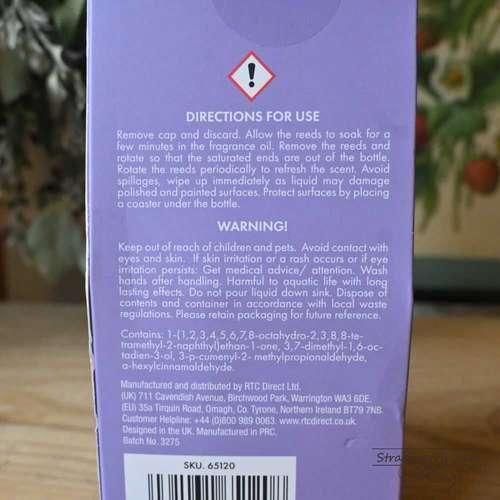 DIRECTIONS FOR USE
Remove cap and discard. Allow the reeds to soak for a
few minutes in the fragrance oil. Remove the reeds and
rotate so that the saturated ends are out of the bottle.
Rotate the reeds periodically to refresh the scent. Avoid
spillages, wipe up immediately as liquid may damage
polished and painted surfaces. Protect surfaces by placing
a coaster under the bottle.
WARNING!
Keep out of reach of children and pets. Avoid contact with
eyes and skin. If skin irritation or a rash occurs or if eye
irritation persists: Get medical advice/ attention. Wash
hands after handling. Harmful to aquatic life with long
lasting effects. Do not pour liquid down sink. Dispose of
contents and container in accordance with local waste
regulations. Please retain packaging for future reference.
Contains: 1-(1,2,3,4,5,6,7,8-octahydro-2,3,8,8-te-
tramethyl-2-naphthyl)ethan-1-one, 3,7-dimethyl-1,6-oc-
tadien-3-ol, 3-p-cumenyl-2- methylpropionaldehyde,
a-hexylcinnamaldehyde.
Manufactured and distributed by RTC Direct Ltd.
(UK) 711 Cavendish Avenue, Birchwood Park, Warrington WA3 6DE.
(EU) 35a Tirquin Road, Omagh, Co. Tyrone, Northern Ireland BT79 7NB.
Customer Helpline: +44 (0)800 989 0063. www.rtcdirect.co.uk
Designed in the U.K. Manufactured in PRC.
Batch No. 3275
SKU. 65120